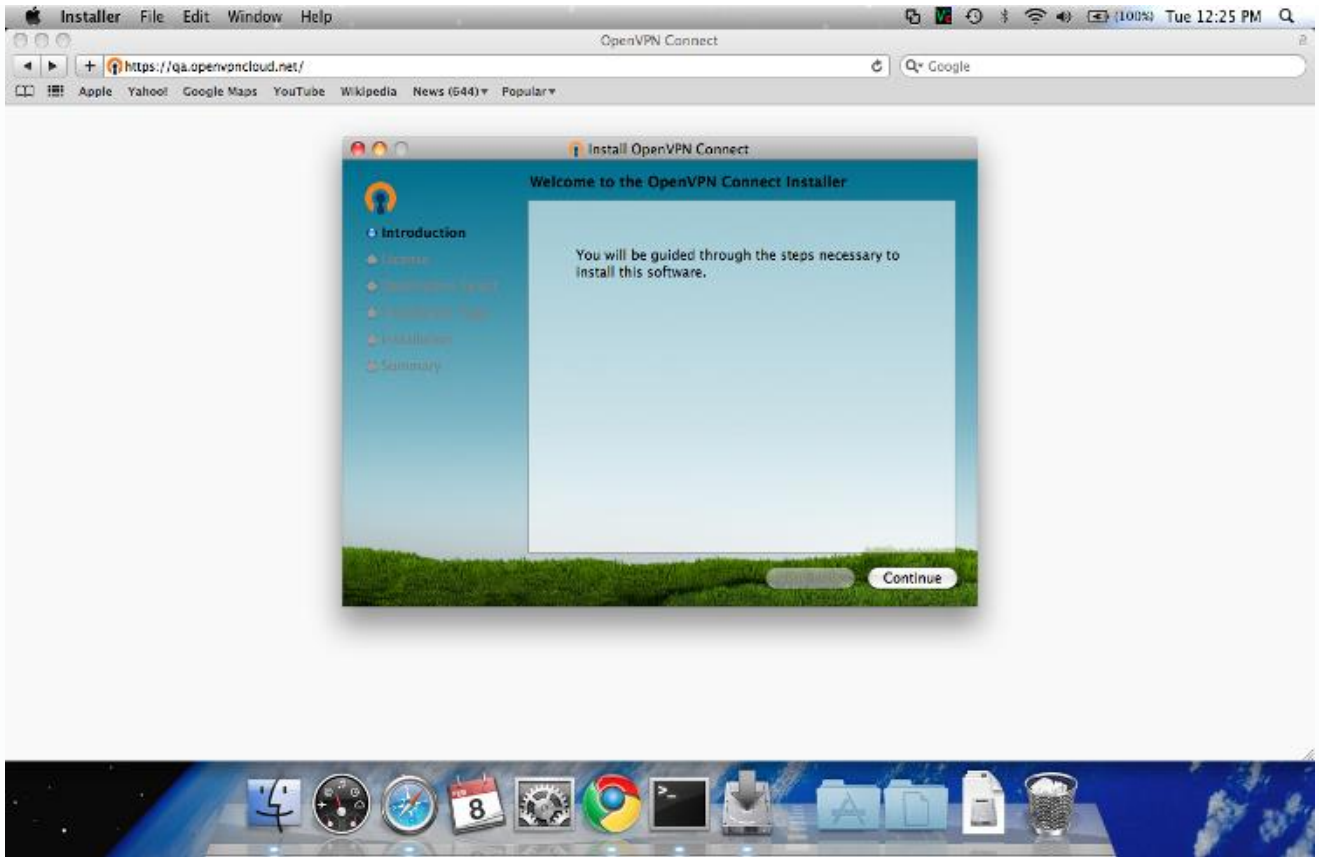 Installer File Edit Window Help
(100%) Tue 12:25 PM
OpenVPN Connect
https://qa.openvpncloud.net/
Google
Apple Yahoo! Google Maps YouTube Wikipedia News (644) Popular
Install OpenVPN Connect
Welcome to the OpenVPN Connect Installer
Introduction
License
Summary
You will be guided through the steps necessary to
install this software.
Continue
8